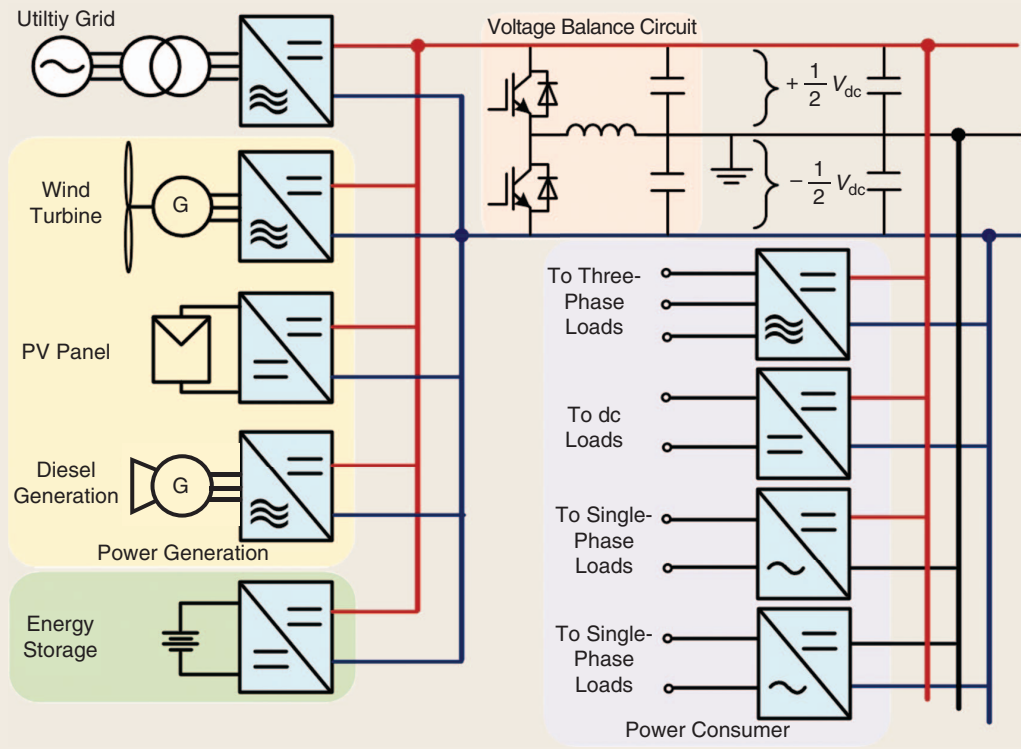 Utiltiy Grid
Voltage Balance Circuit
+ 1/2 Vdc
− 1/2 Vdc
Wind
Turbine
G
PV Panel
Diesel
Generation
G
Power Generation
Energy
Storage
To Three-
Phase
Loads
To dc
Loads
To Single-
Phase
Loads
To Single-
Phase
Loads
Power Consumer